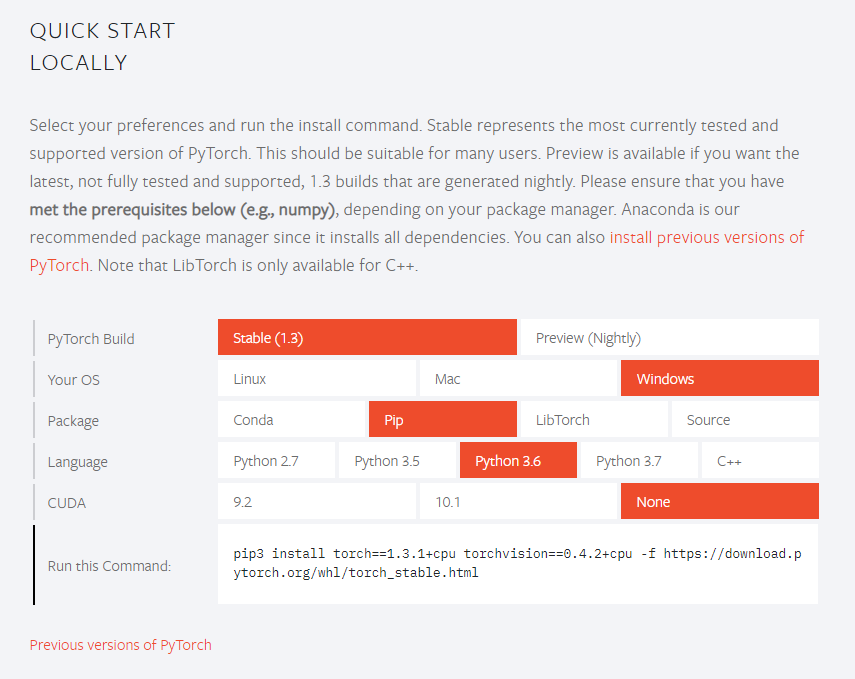 QUICK START
LOCALLY
Select your preferences and run the install command. Stable represents the most currently tested and
supported version of PyTorch. This should be suitable for many users. Preview is available if you want the
latest, not fully tested and supported, 1.3 builds that are generated nightly. Please ensure that you have
met the prerequisites below (e.g., numpy), depending on your package manager. Anaconda is our
recommended package manager since it installs all dependencies. You can also install previous versions of
PyTorch. Note that LibTorch is only available for C++.
PyTorch Build Stable (1.3) Preview (Nightly)
Your OS Linux Mac Windows
Package Conda Pip LibTorch Source
Language Python 2.7 Python 3.5 Python 3.6 Python 3.7 C++
CUDA 9.2 10.1 None
Run this Command:
pip3 install torch==1.3.1+cpu torchvision==0.4.2+cpu -f https://download.p
ytorch.org/whl/torch_stable.html
Previous versions of PyTorch